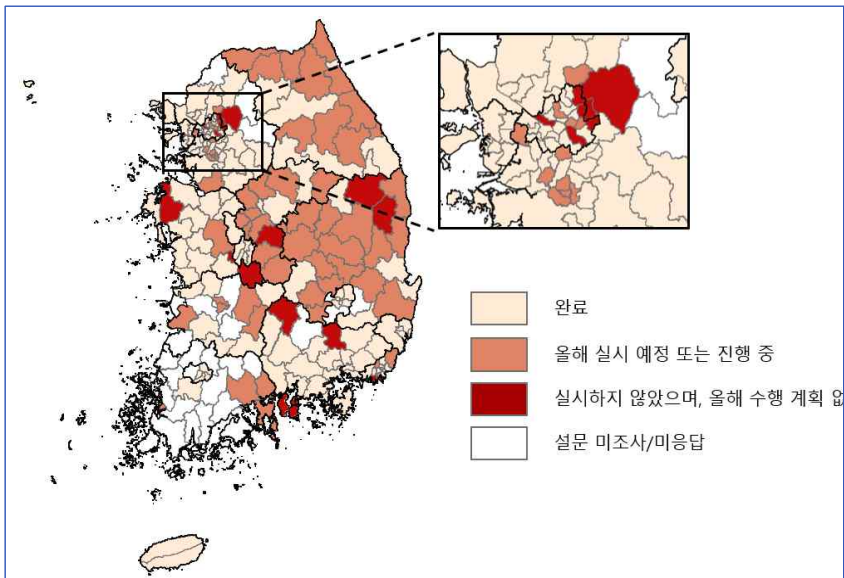 완료
올해 실시 예정 또는 진행 중
실시하지 않았으며, 올해 수행 계획 없
설문 미조사/미응답